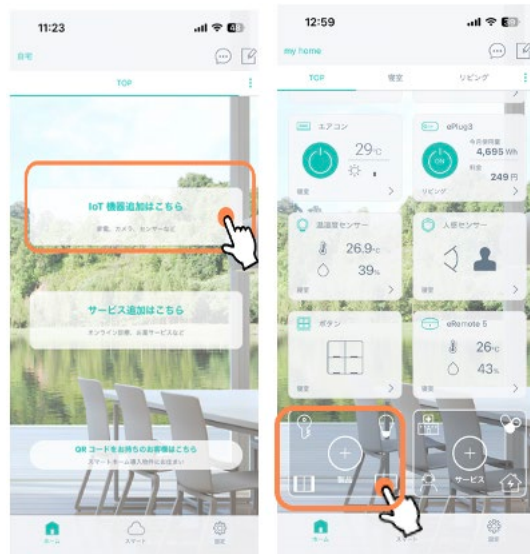 11:23
48
自宅
TOP
IoT 機器追加はこちら
家電、カメラ、センサーなど
サービス追加はこちら
オンライン診療、お薬サービスなど
QR コードをお持ちのお客様はこちら
スマートホーム導入物件にお住まい
ホーム
スマート
設定
12:59
my home
TOP
寝室
リビング
エアコン
29℃
寝室
ePlug3
ON
今月使用量
4,695 Wh
料金
249 円
リビング
温湿度センサー
26.9℃
39%
寝室
人感センサー
寝室
ボタン
寝室
eRemote 5
26℃
43%
寝室
製品
サービス
ホーム
スマート
設定